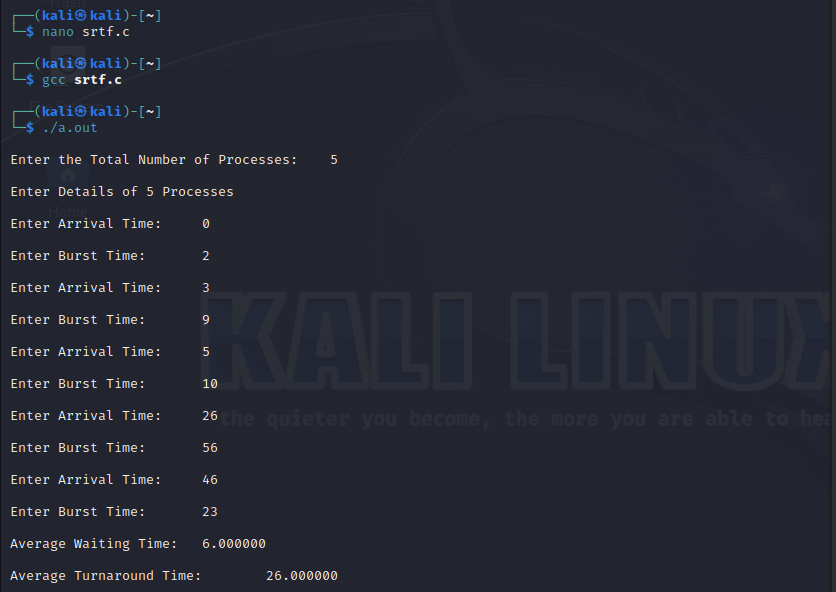 Trash
┌──(kali㉿kali)-[~]
└─$ nano srtf.c
┌──(kali㉿kali)-[~]
└─$ gcc srtf.c
┌──(kali㉿kali)-[~]
└─$ ./a.out
Enter the Total Number of Processes: 5
Enter Details of 5 Processes
Home
Enter Arrival Time: 0
Enter Burst Time: 2
Enter Arrival Time: 3
Enter Burst Time: 9
KALI LINUX
Enter Arrival Time: 5
Enter Burst Time: 10
Enter Arrival Time: 26
the quieter you become, the more you are able to
Enter Burst Time: 56
Enter Arrival Time: 46
Enter Burst Time: 23
Average Waiting Time: 6.000000
Average Turnaround Time: 26.000000